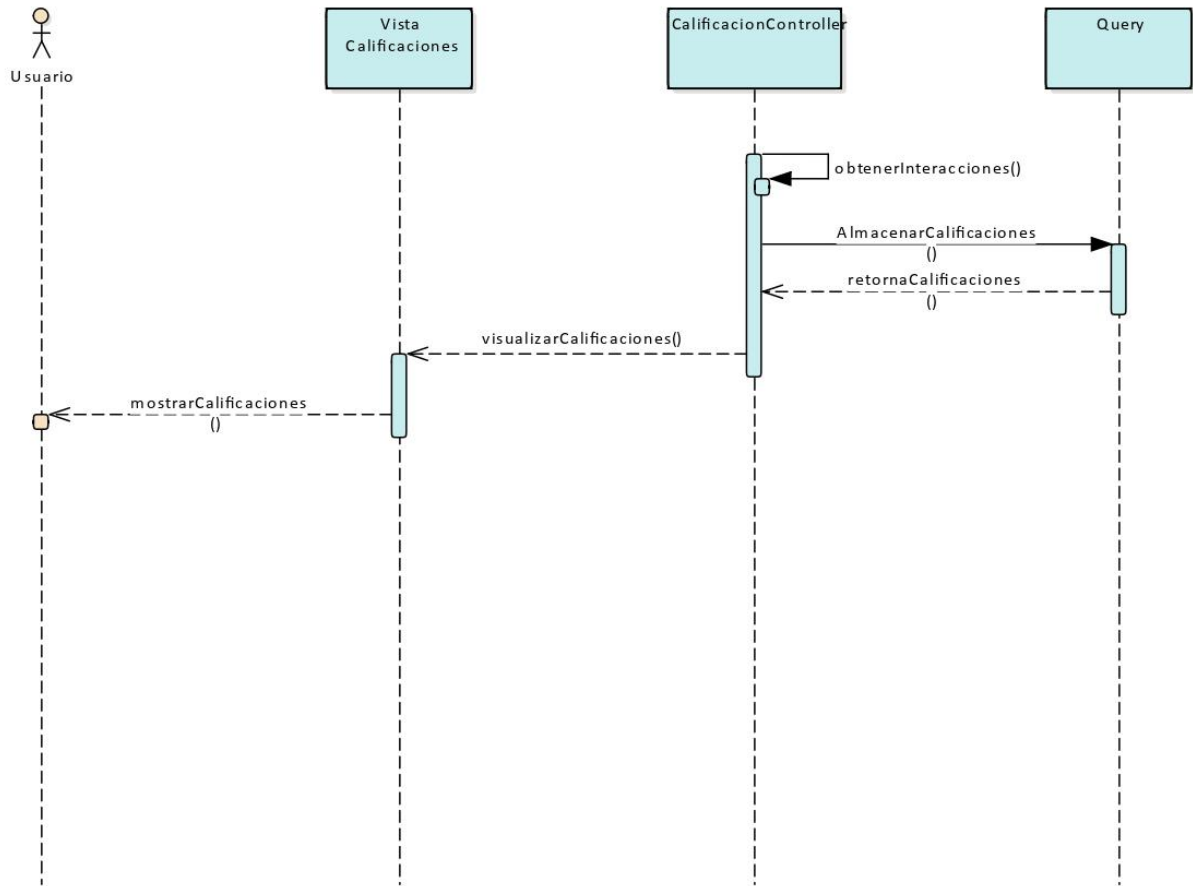 Usuario
Vista
Calificaciones
CalificacionController
Query
obtenerInteracciones()
AlmacenarCalificaciones
()
retornaCalificaciones
()
visualizarCalificaciones()
mostrarCalificaciones
()